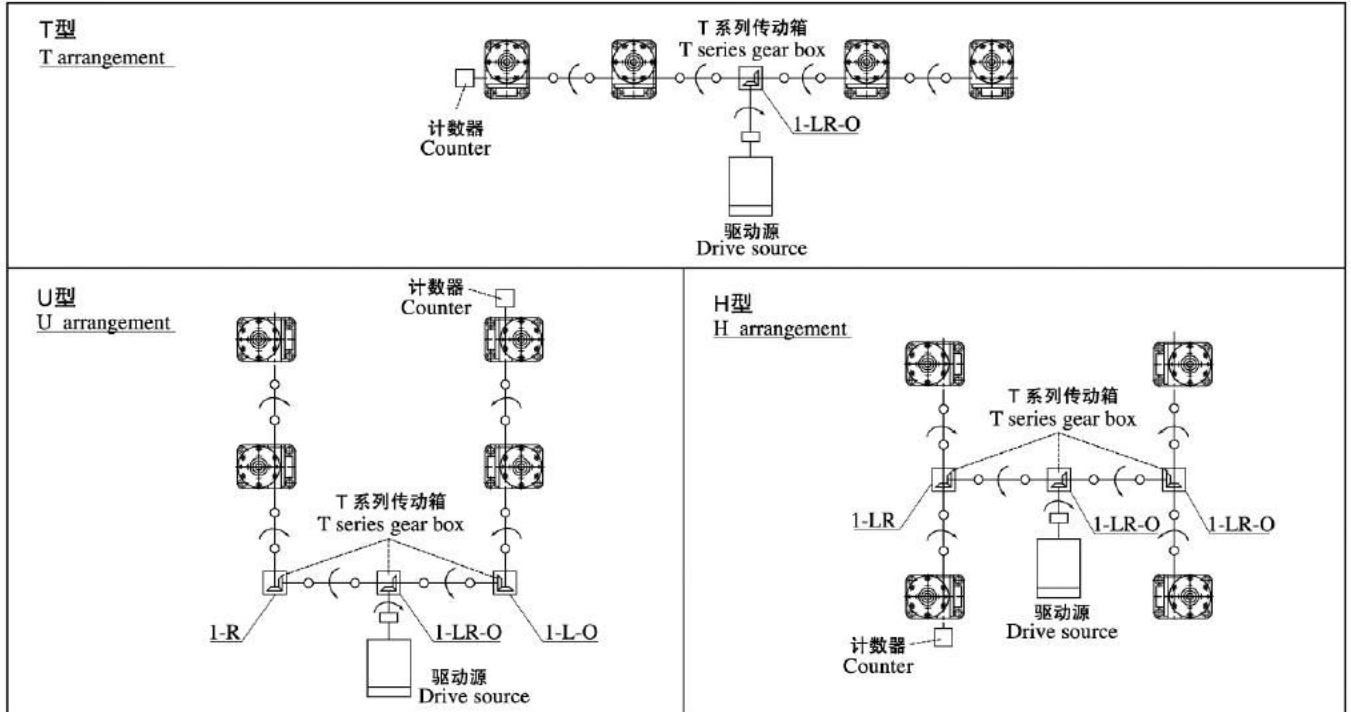 T型
T arrangement
T 系列传动箱
T series gear box
计数器
Counter
1-LR-O
驱动源
Drive source
U型
U arrangement
计数器
Counter
T 系列传动箱
T series gear box
1-R
1-LR-O
1-L-O
驱动源
Drive source
H型
H arrangement
T 系列传动箱
T series gear box
1-LR
1-LR-O
1-LR-O
驱动源
Drive source
计数器
Counter